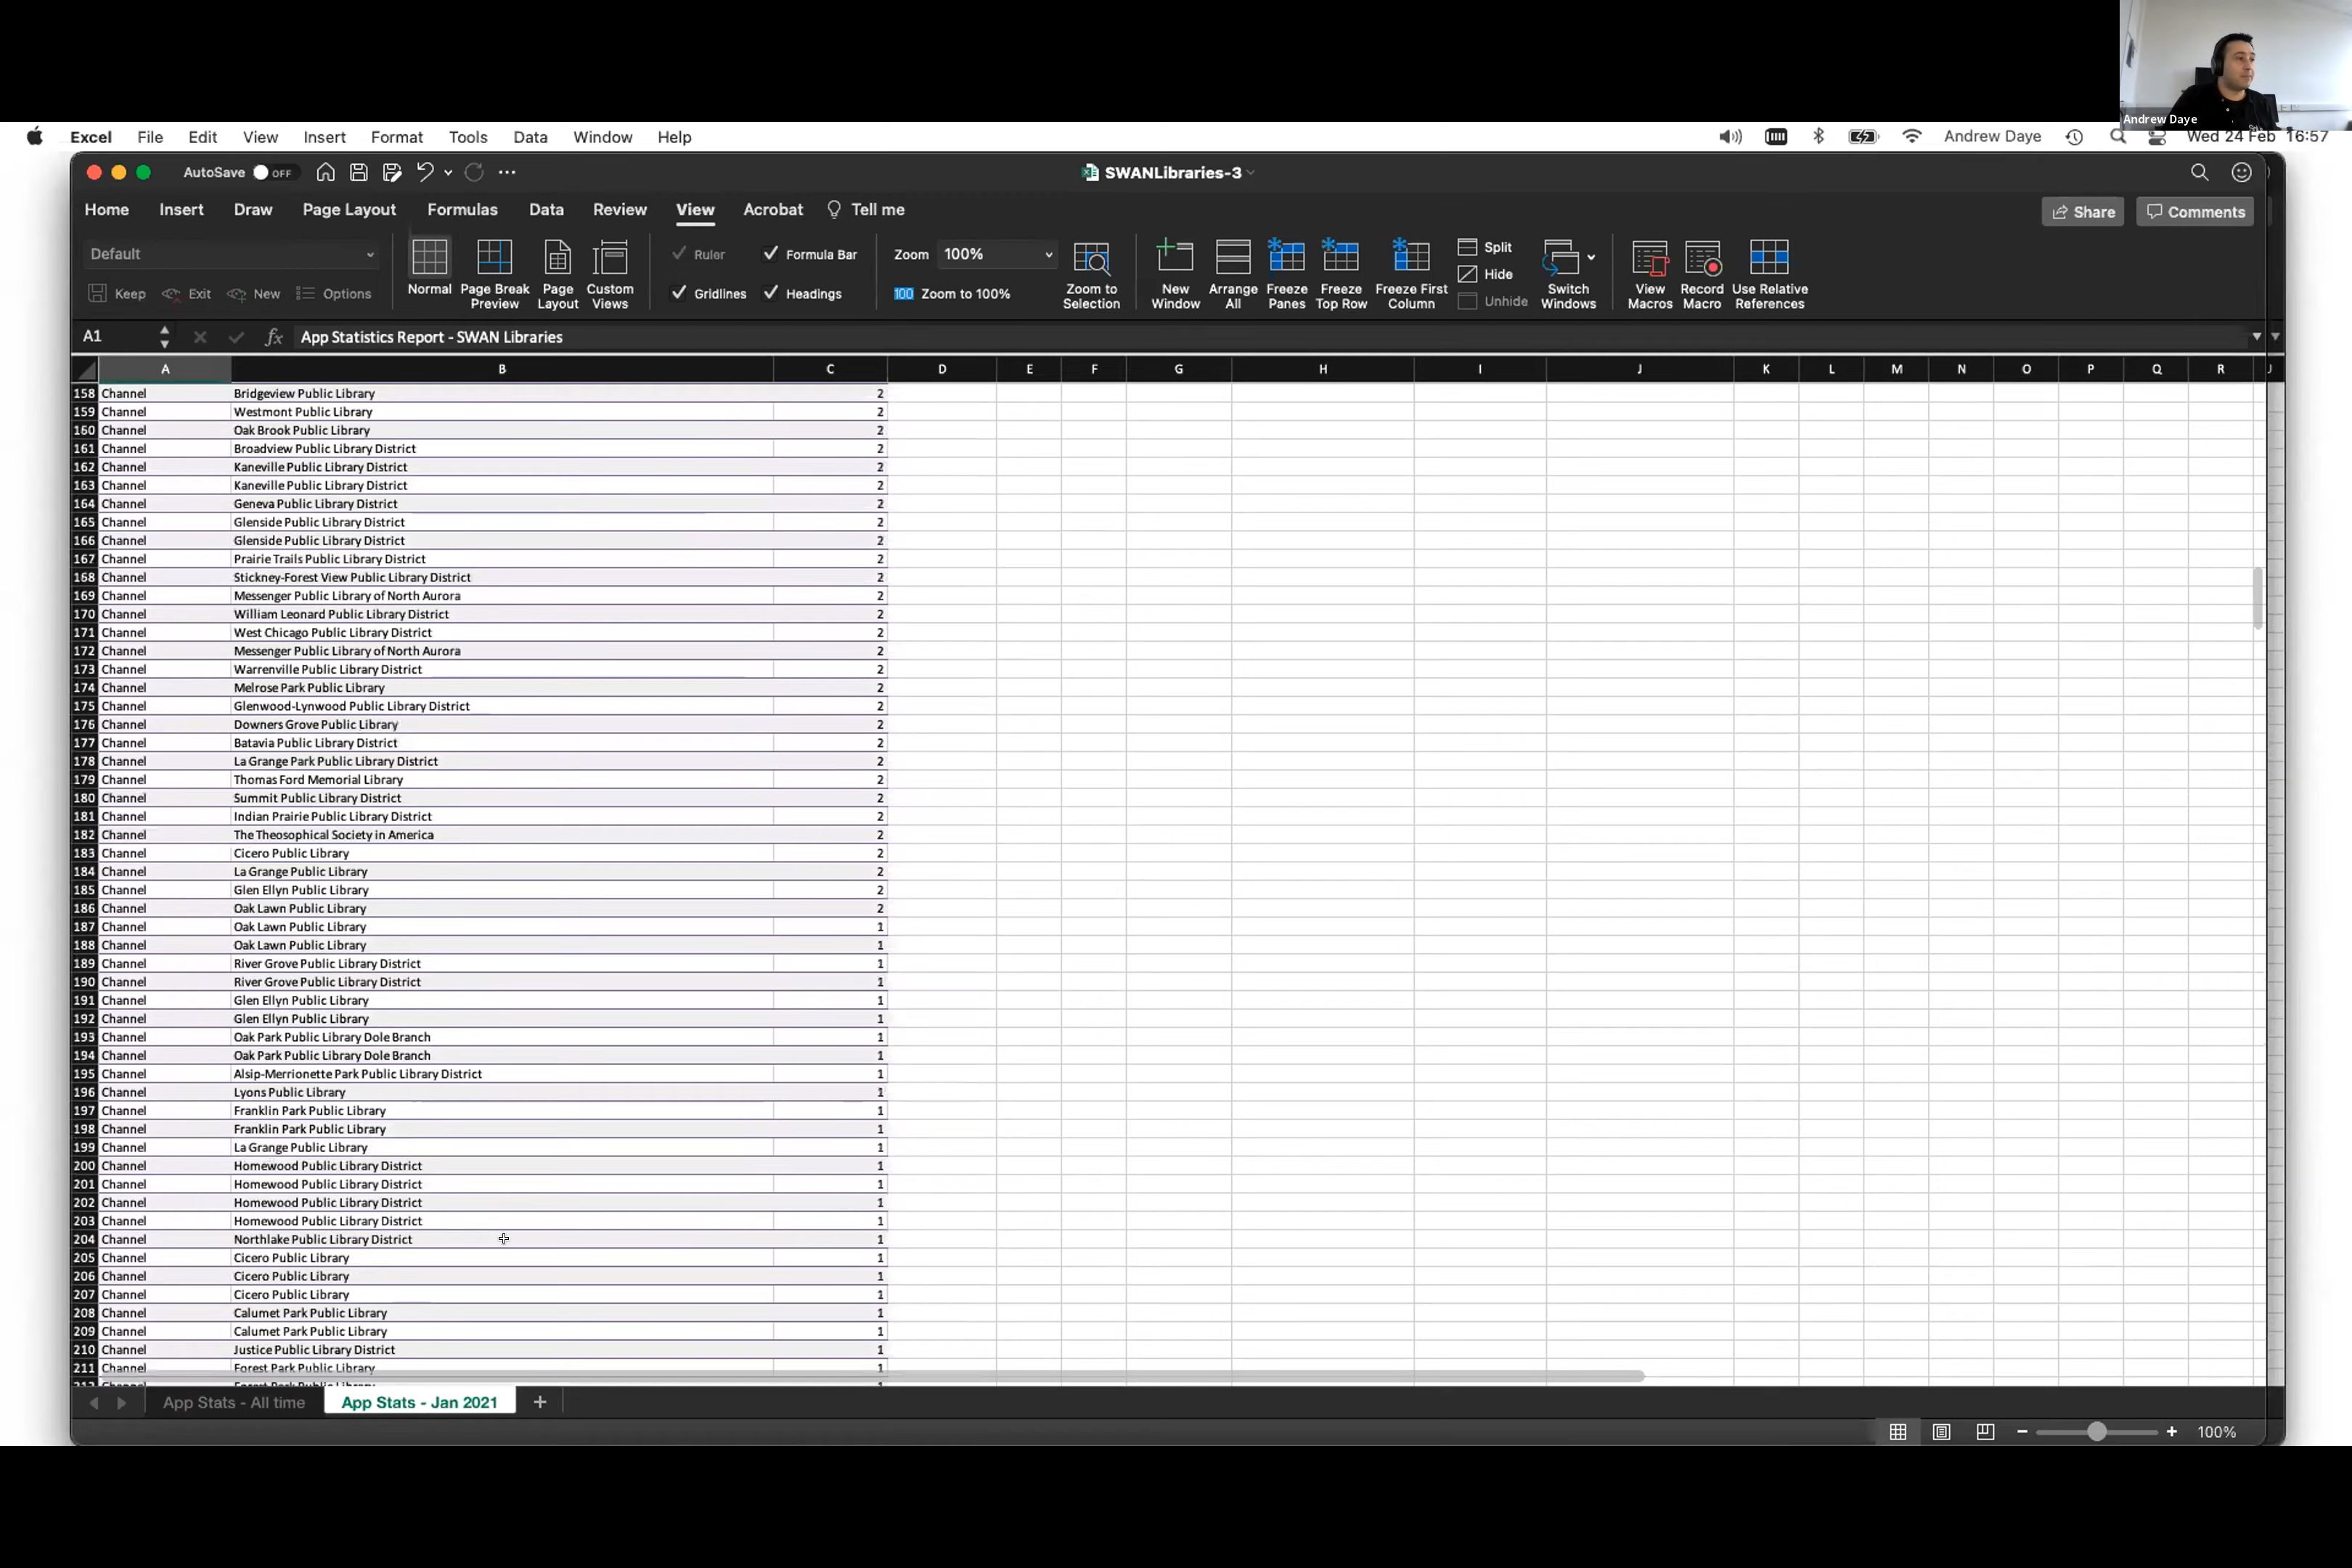 Andrew Daye
Excel File Edit View Insert Format Tools Data Window Help Andrew Daye Wed 24 Feb 16:57
AutoSave OFF SWANLibraries-3
Home Insert Draw Page Layout Formulas Data Review View Acrobat Tell me Share Comments
Default Ruler Formula Bar Zoom 100% Split
Hide
Keep Exit New Options Normal Page Break Preview Page Layout Custom Views Gridlines Headings 100 Zoom to 100% Zoom to Selection New Window Arrange All Freeze Panes Freeze Top Row Freeze First Column Unhide Switch Windows View Macros Record Macro Use Relative References
A1 fx App Statistics Report - SWAN Libraries
A B C D E F G H I J K L M N O P Q R
158 Channel Bridgeview Public Library 2
159 Channel Westmont Public Library 2
160 Channel Oak Brook Public Library 2
161 Channel Broadview Public Library District 2
162 Channel Kaneville Public Library District 2
163 Channel Kaneville Public Library District 2
164 Channel Geneva Public Library District 2
165 Channel Glenside Public Library District 2
166 Channel Glenside Public Library District 2
167 Channel Prairie Trails Public Library District 2
168 Channel Stickney-Forest View Public Library District 2
169 Channel Messenger Public Library of North Aurora 2
170 Channel William Leonard Public Library District 2
171 Channel West Chicago Public Library District 2
172 Channel Messenger Public Library of North Aurora 2
173 Channel Warrenville Public Library District 2
174 Channel Melrose Park Public Library 2
175 Channel Glenwood-Lynwood Public Library District 2
176 Channel Downers Grove Public Library 2
177 Channel Batavia Public Library District 2
178 Channel La Grange Park Public Library District 2
179 Channel Thomas Ford Memorial Library 2
180 Channel Summit Public Library District 2
181 Channel Indian Prairie Public Library District 2
182 Channel The Theosophical Society in America 2
183 Channel Cicero Public Library 2
184 Channel La Grange Public Library 2
185 Channel Glen Ellyn Public Library 2
186 Channel Oak Lawn Public Library 2
187 Channel Oak Lawn Public Library 1
188 Channel Oak Lawn Public Library 1
189 Channel River Grove Public Library District 1
190 Channel River Grove Public Library District 1
191 Channel Glen Ellyn Public Library 1
192 Channel Glen Ellyn Public Library 1
193 Channel Oak Park Public Library Dole Branch 1
194 Channel Oak Park Public Library Dole Branch 1
195 Channel Alsip-Merrionette Park Public Library District 1
196 Channel Lyons Public Library 1
197 Channel Franklin Park Public Library 1
198 Channel Franklin Park Public Library 1
199 Channel La Grange Public Library 1
200 Channel Homewood Public Library District 1
201 Channel Homewood Public Library District 1
202 Channel Homewood Public Library District 1
203 Channel Homewood Public Library District 1
204 Channel Northlake Public Library District 1
205 Channel Cicero Public Library 1
206 Channel Cicero Public Library 1
207 Channel Cicero Public Library 1
208 Channel Calumet Park Public Library 1
209 Channel Calumet Park Public Library 1
210 Channel Justice Public Library District 1
211 Channel Forest Park Public Library 1
App Stats - All time App Stats - Jan 2021
100%